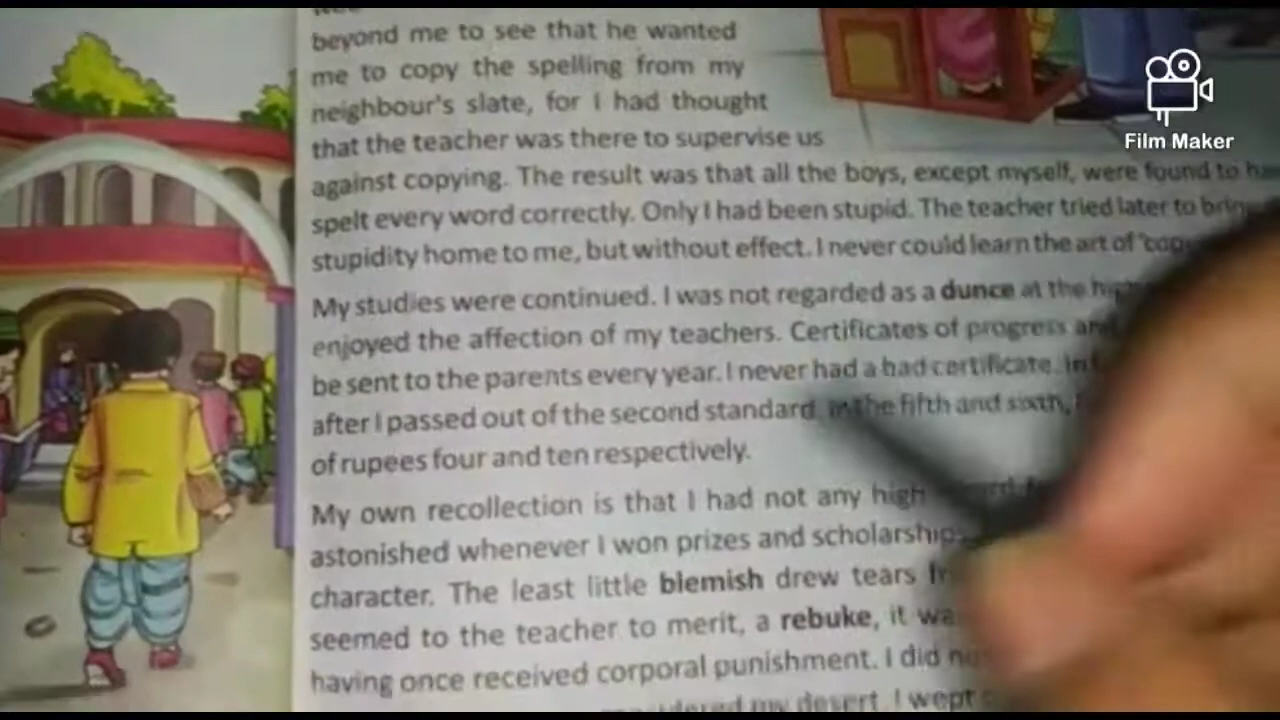 beyond me to see that he wanted
me to copy the spelling from my
neighbour's slate, for I had thought
that the teacher was there to supervise us
against copying. The result was that all the boys, except myself, were found to
spelt every word correctly. Only I had been stupid. The teacher tried later to
stupidity home to me, but without effect. I never could learn the art of
My studies were continued. I was not regarded as a dunce at the
enjoyed the affection of my teachers. Certificates of progress
be sent to the parents every year. I never had a bad certificate.
after I passed out of the second standard. In the fifth and sixth,
of rupees four and ten respectively.
My own recollection is that I had not any high
astonished whenever I won prizes and scholarships
character. The least little blemish drew tears
seemed to the teacher to merit, a rebuke, it
having once received corporal punishment. I did
my desert. I wept
Film Maker